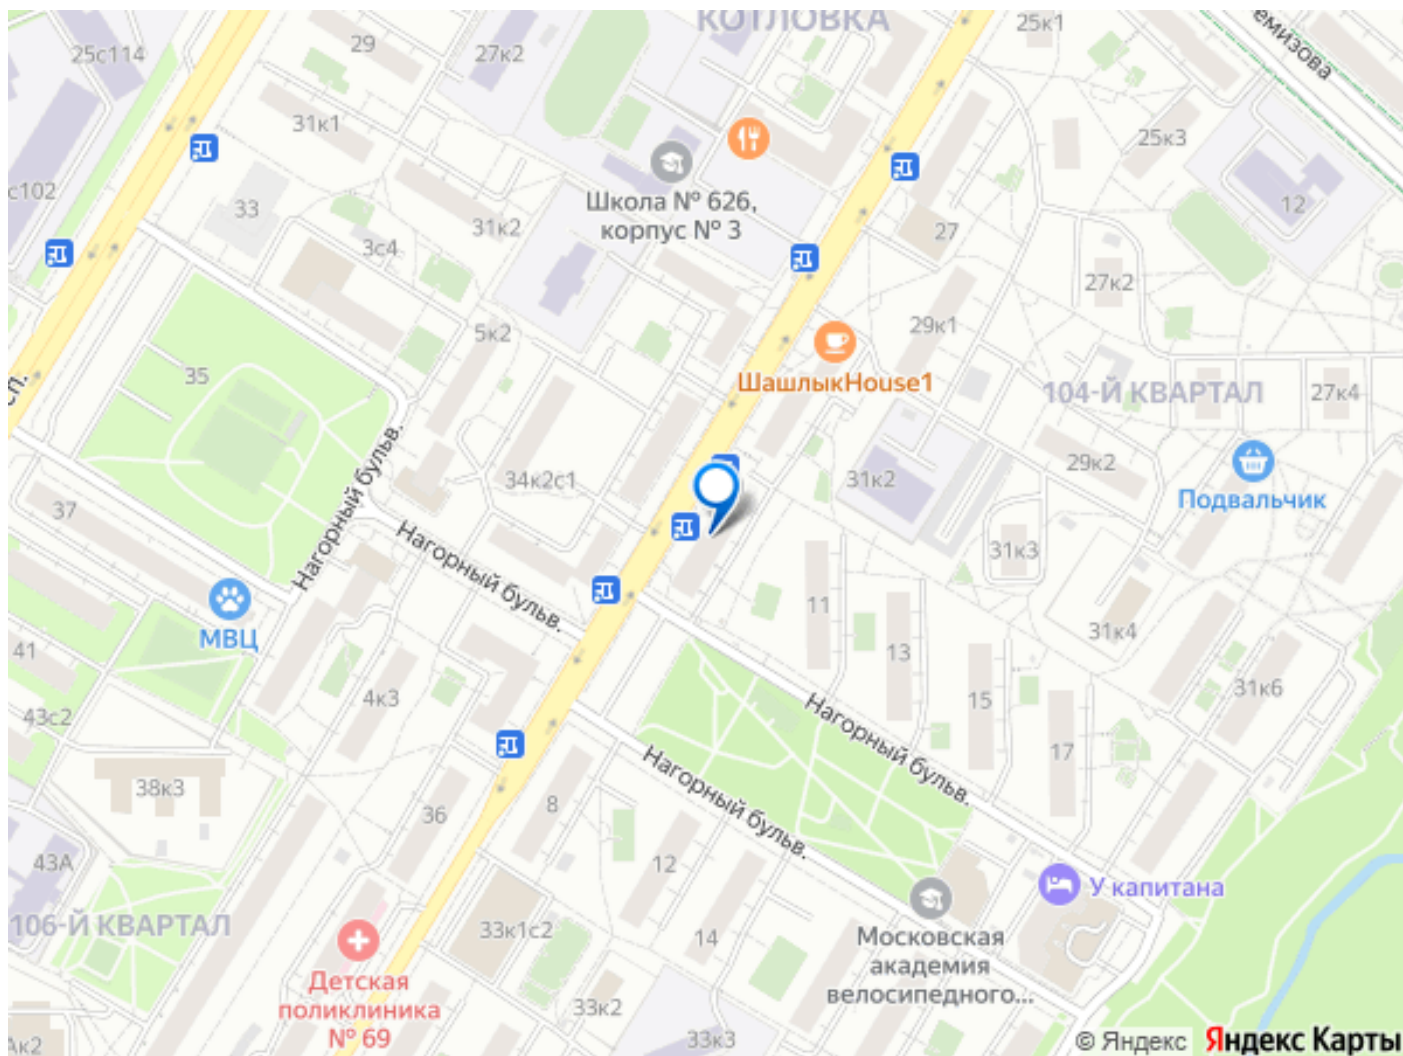 КОТЛОВКА
25к1
емизова
29
25с114
27к2
31к1
25к3
с102
Школа № 626,
корпус № 3
12
33
31к2
27
3с4
27к2
29к1
5к2
35
ШашлыкHouse1
104-Й КВАРТАЛ
27к4
сп.
Нагорный бульв.
34к2с1
31к2
29к2
Подвальчик
37
Нагорный бульв.
31к3
11
МВЦ
31к4
41
13
31к6
4к3
15
43с2
Нагорный бульв.
17
38к3
Нагорный бульв.
8
36
43А
12
У капитана
106-Й КВАРТАЛ
33к1с2
14
Московская
академия
велосипедного...
Детская
поликлиника
№ 69
33к2
33к3
Ак2
© Яндекс Яндекс Карты